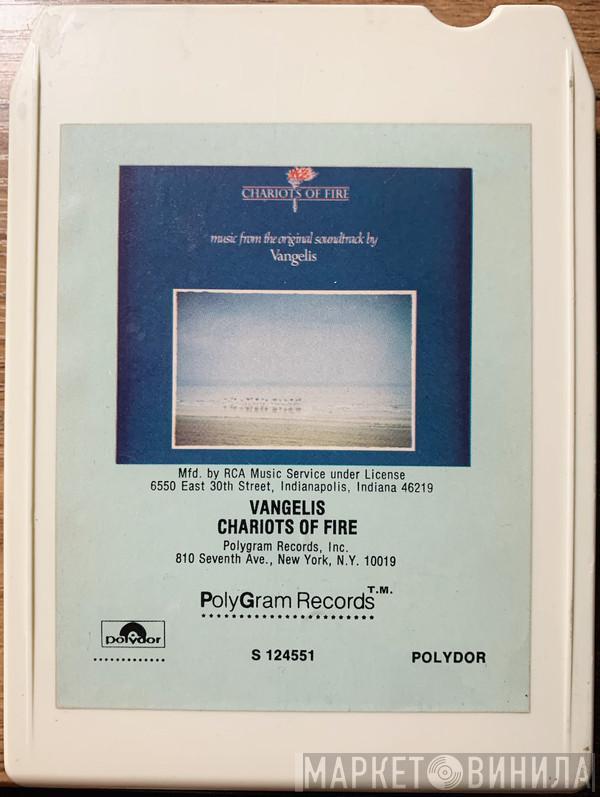 CHARIOTS OF FIRE
music from the original soundtrack by
Vangelis
Mfd. by RCA Music Service under License
6550 East 30th Street, Indianapolis, Indiana 46219
VANGELIS
CHARIOTS OF FIRE
Polygram Records, Inc.
810 Seventh Ave., New York, N.Y. 10019
PolyGram Records T.M.
polydor
S 124551
POLYDOR
МАРКЕТ ВИНИЛА